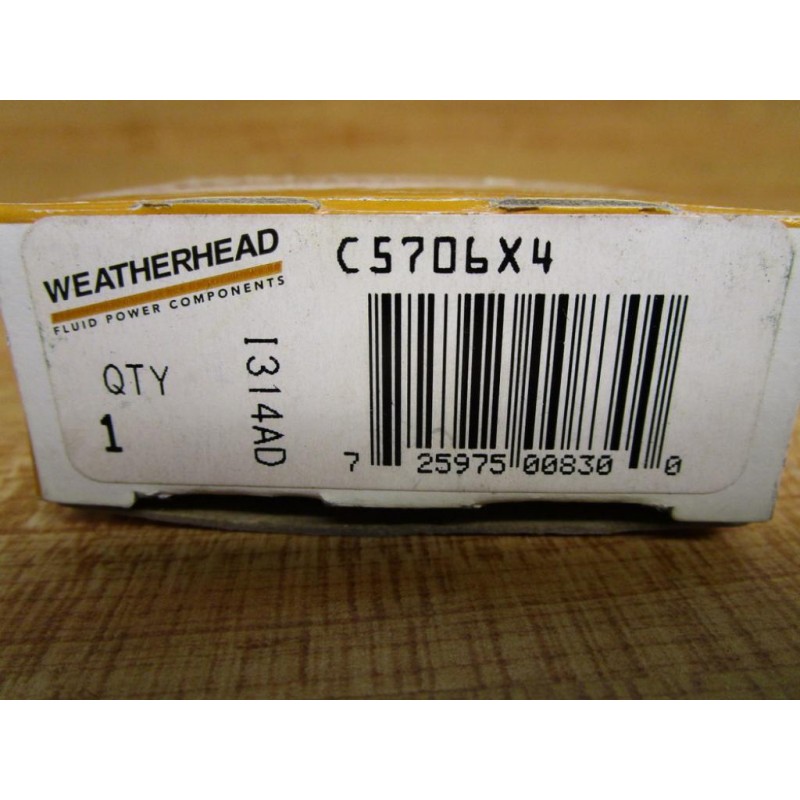 WEATHERHEAD
FLUID POWER COMPONENTS
C5706X4
QTY
1
I314AD
7 25975 00830 0